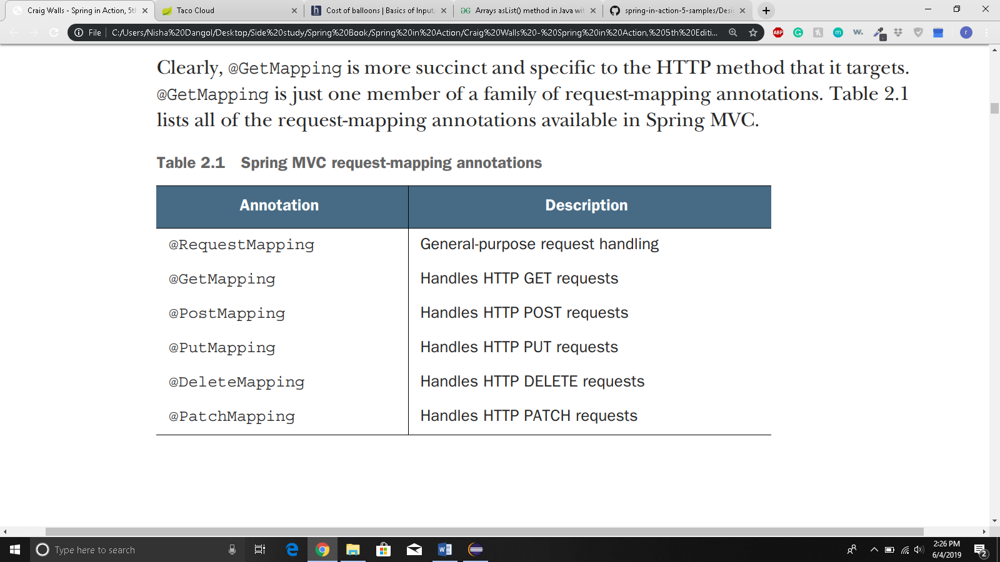 Craig Walls - Spring in Action, 5th
Taco Cloud
Cost of balloons | Basics of Input/
Arrays asList() method in Java wit
spring-in-action-5-samples/Desi
File
C:/Users/Nisha%20Dangol/Desktop/Side%20study/Spring%20Book/Spring%20in%20Action/Craig%20Walls%20-%20Spring%20in%20Action,%205th%20Editi...
ABP
Clearly, @GetMapping is more succinct and specific to the HTTP method that it targets.
@GetMapping is just one member of a family of request-mapping annotations. Table 2.1
lists all of the request-mapping annotations available in Spring MVC.
Table 2.1 Spring MVC request-mapping annotations
Annotation Description
@RequestMapping General-purpose request handling
@GetMapping Handles HTTP GET requests
@PostMapping Handles HTTP POST requests
@PutMapping Handles HTTP PUT requests
@DeleteMapping Handles HTTP DELETE requests
@PatchMapping Handles HTTP PATCH requests
Type here to search
2:26 PM
6/4/2019
2